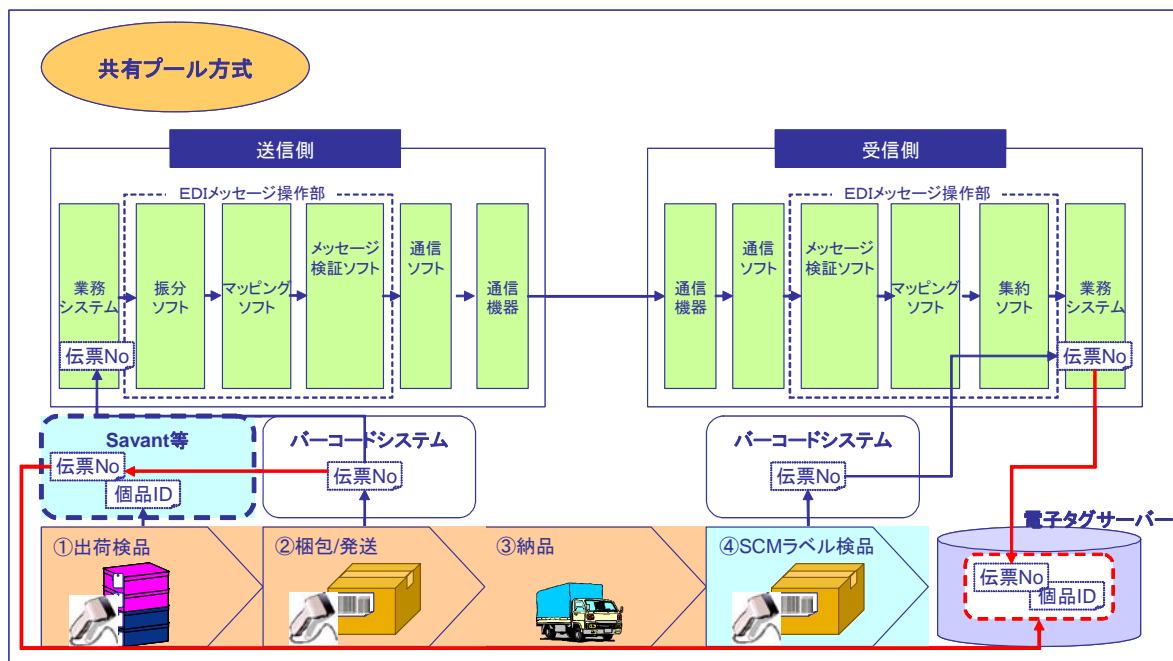 共有プール方式
送信側
受信側
EDIメッセージ操作部
業務
システム
振分
ソフト
マッピング
ソフト
メッセージ
検証ソフト
通信
ソフト
通信
機器
伝票No
EDIメッセージ操作部
通信
機器
通信
ソフト
メッセージ
検証ソフト
マッピング
ソフト
集約
ソフト
業務
システム
伝票No
Savant等
伝票No
個品ID
バーコードシステム
伝票No
バーコードシステム
伝票No
電子タグサーバー
伝票No
個品ID
①出荷検品
②梱包/発送
③納品
④SCMラベル検品